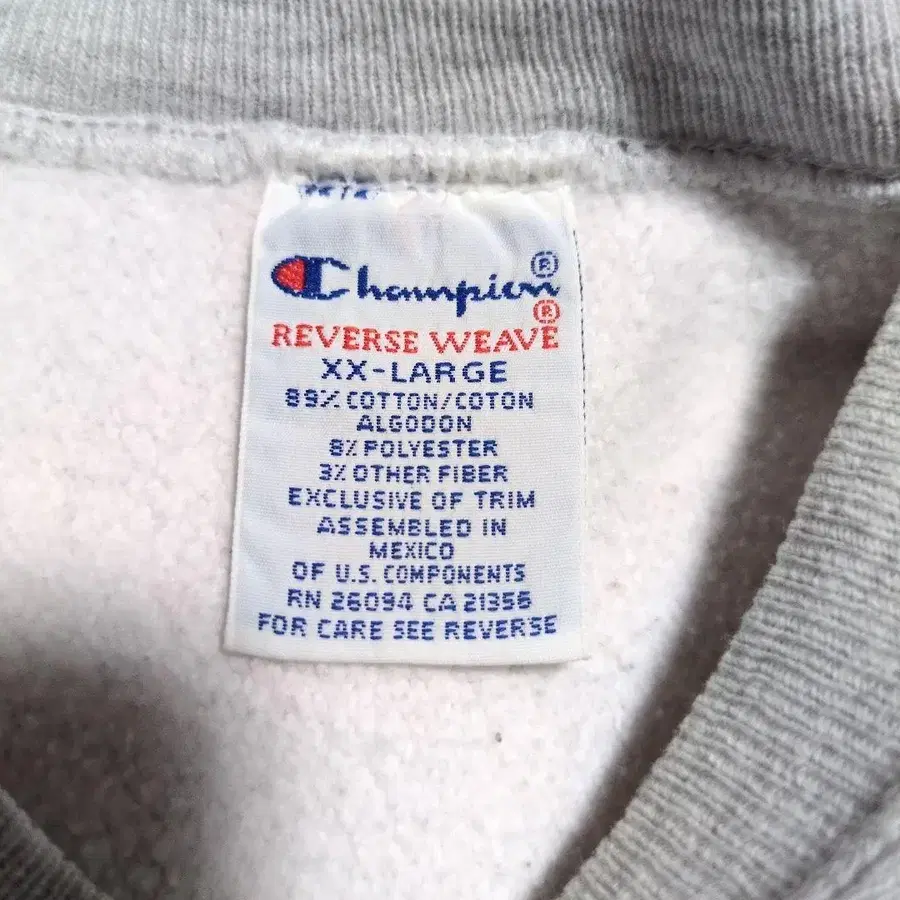 Champion ®
REVERSE WEAVE ®
XX-LARGE
89% COTTON/COTON
ALGODON
8% POLYESTER
3% OTHER FIBER
EXCLUSIVE OF TRIM
ASSEMBLED IN
MEXICO
OF U.S. COMPONENTS
RN 26094 CA 21356
FOR CARE SEE REVERSE